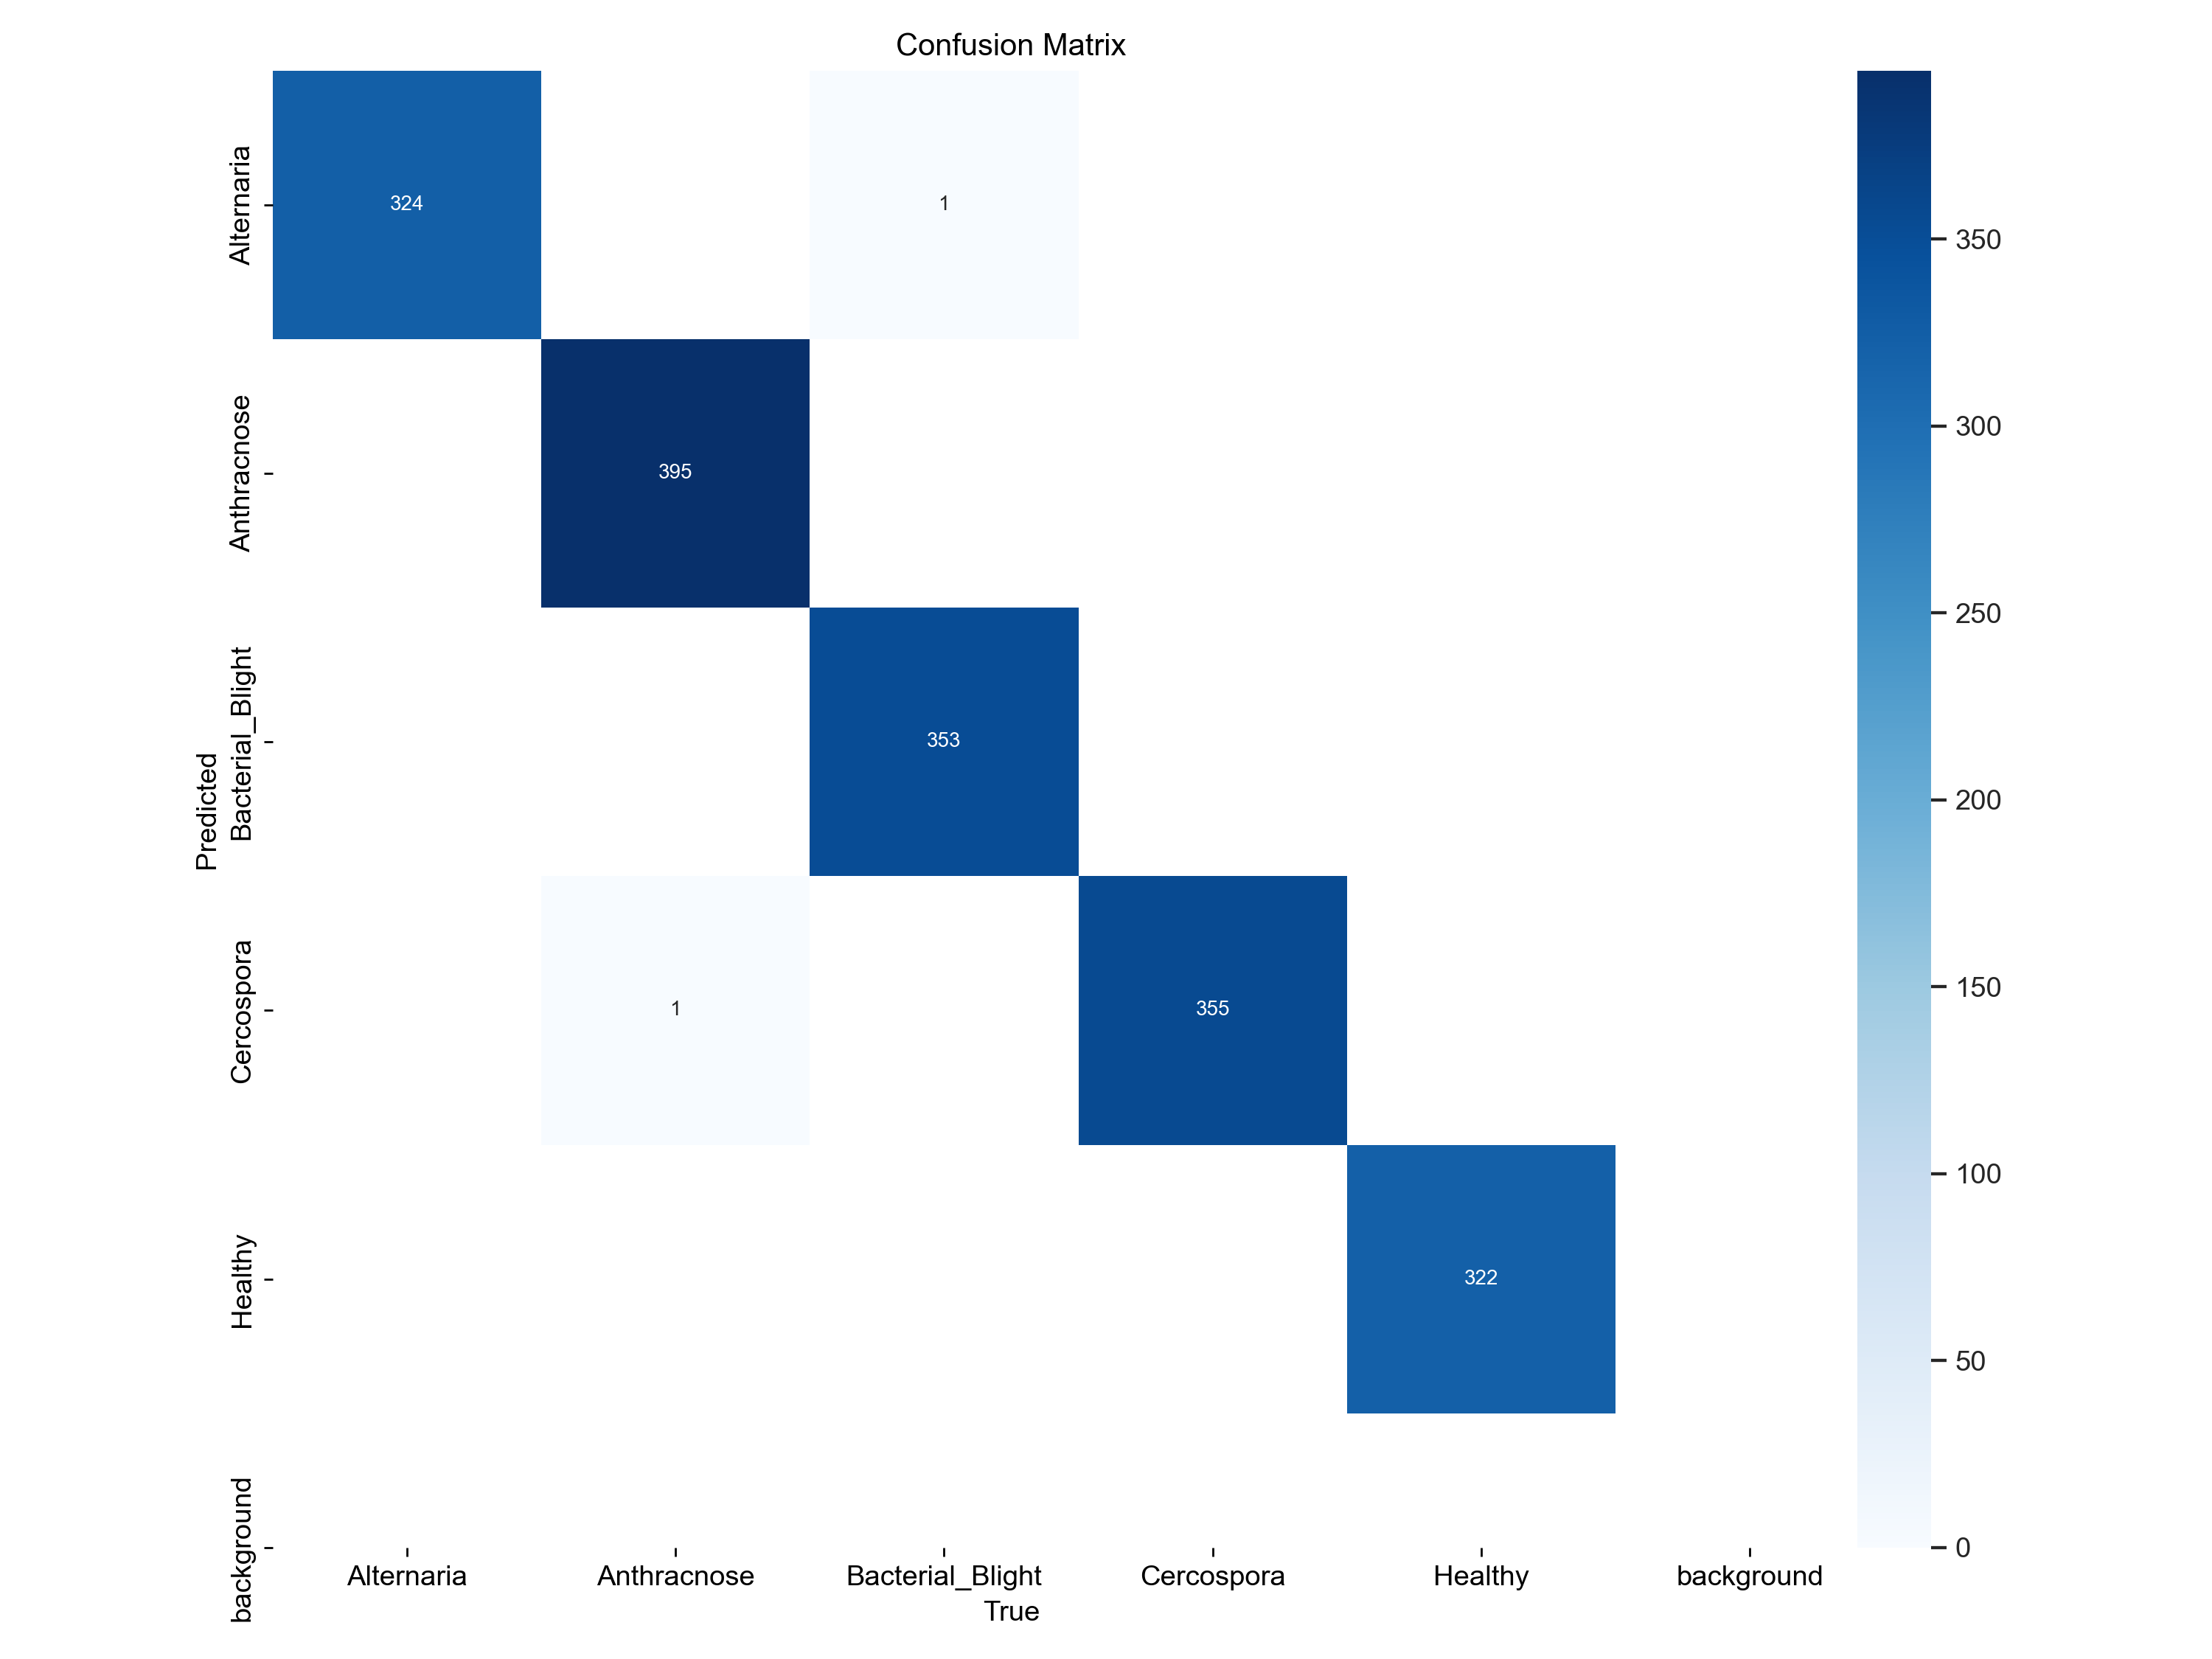 Confusion Matrix
Alternaria
324
1
350
Anthracnose
395
300
250
Predicted
Bacterial_Blight
353
200
150
Cercospora
1
355
100
Healthy
322
50
background
0
Alternaria
Anthracnose
Bacterial_Blight
Cercospora
Healthy
background
True